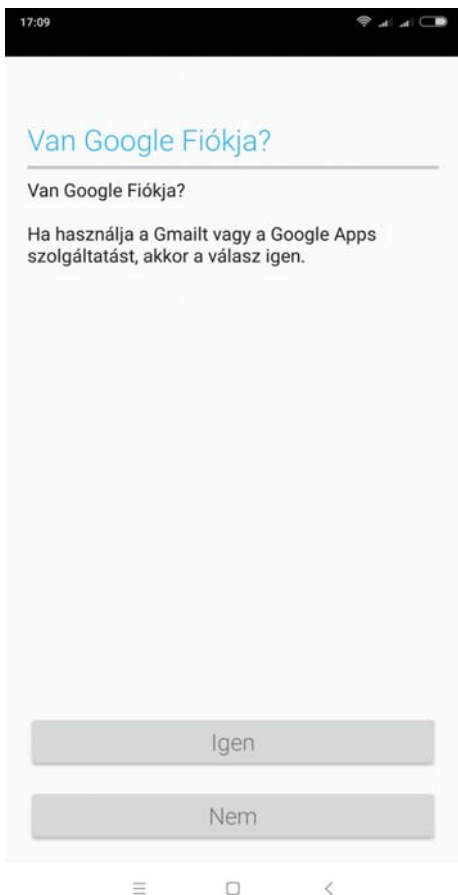 17:09
Van Google Fiókja?
Van Google Fiókja?
Ha használja a Gmailt vagy a Google Apps
szolgáltatást, akkor a válasz igen.
Igen
Nem